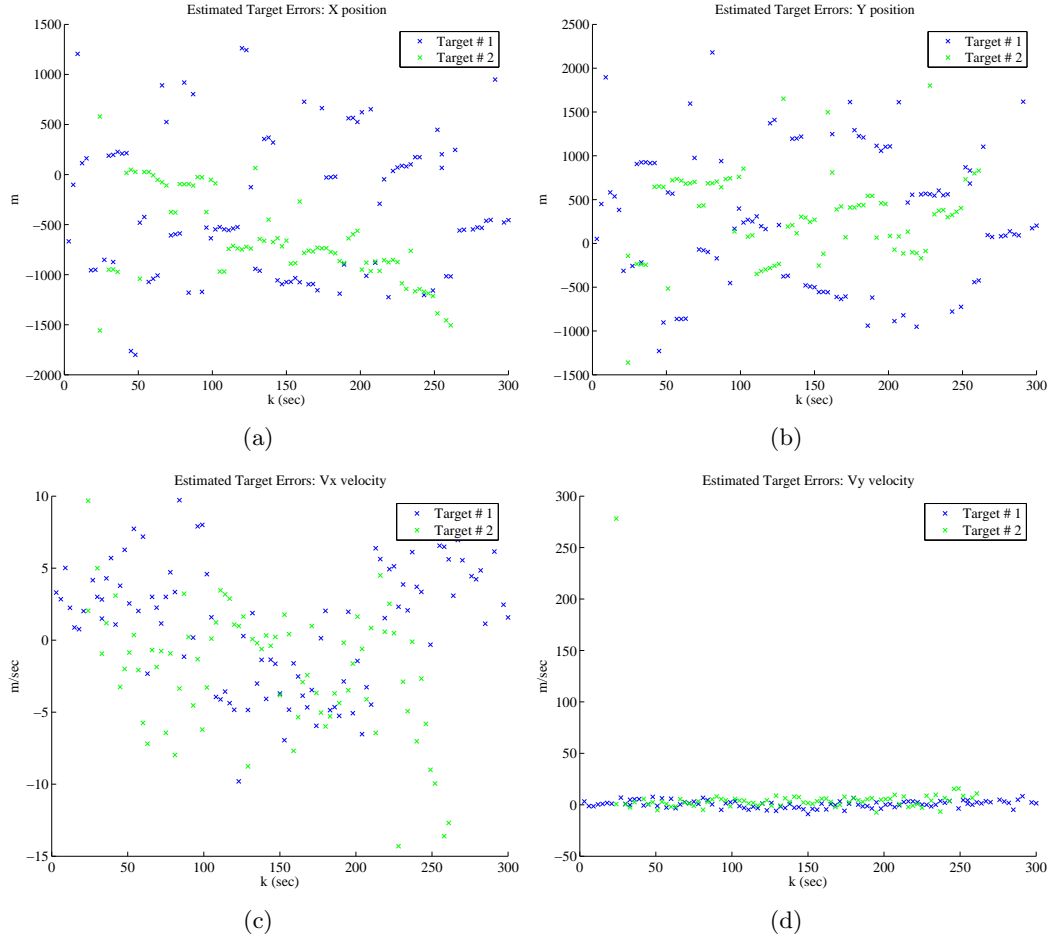 Estimated Target Errors: X position
1500
1000
500
0
−500
−1000
−1500
−2000
m
Target # 1
Target # 2
0 50 100 150 200 250 300
k (sec)
(a)
Estimated Target Errors: Y position
2500
2000
1500
1000
500
0
−500
−1000
−1500
m
Target # 1
Target # 2
0 50 100 150 200 250 300
k (sec)
(b)
Estimated Target Errors: Vx velocity
10
5
0
−5
−10
−15
m/sec
Target # 1
Target # 2
0 50 100 150 200 250 300
k (sec)
(c)
Estimated Target Errors: Vy velocity
300
250
200
150
100
50
0
−50
m/sec
Target # 1
Target # 2
0 50 100 150 200 250 300
k (sec)
(d)